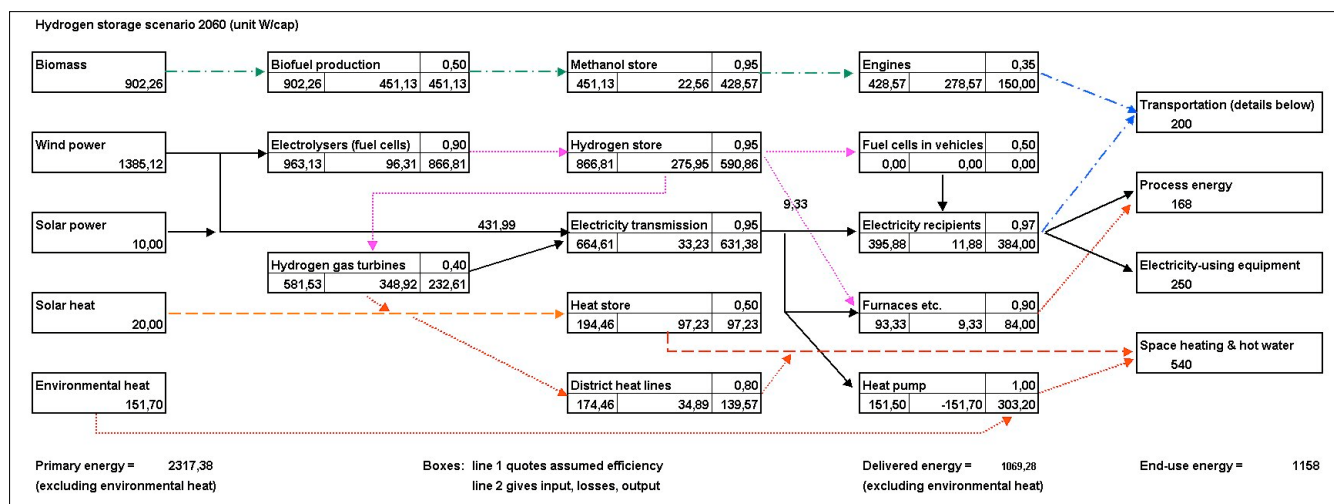 Hydrogen storage scenario 2060 (unit W/cap)
Biomass
902,26
Biofuel production 0,50
902,26 451,13 451,13
Methanol store 0,95
451,13 22,56 428,57
Engines 0,35
428,57 278,57 150,00
Transportation (details below)
200
Wind power
1385,12
Electrolysers (fuel cells) 0,90
963,13 96,31 866,81
Hydrogen store 0,95
866,81 275,95 590,86
Fuel cells in vehicles 0,50
0,00 0,00 0,00
Process energy
168
Solar power
10,00
431,99
Electricity transmission 0,95
664,61 33,23 631,38
9,33
Electricity recipients 0,97
395,88 11,88 384,00
Electricity-using equipment
250
Hydrogen gas turbines 0,40
581,53 348,92 232,61
Solar heat
20,00
Heat store 0,50
194,46 97,23 97,23
Furnaces etc. 0,90
93,33 9,33 84,00
Space heating & hot water
540
Environmental heat
151,70
District heat lines 0,80
174,46 34,89 139,57
Heat pump 1,00
151,50 -151,70 303,20
Primary energy = 2317,38
(excluding environmental heat)
Boxes: line 1 quotes assumed efficiency
line 2 gives input, losses, output
Delivered energy = 1069,28
(excluding environmental heat)
End-use energy = 1158